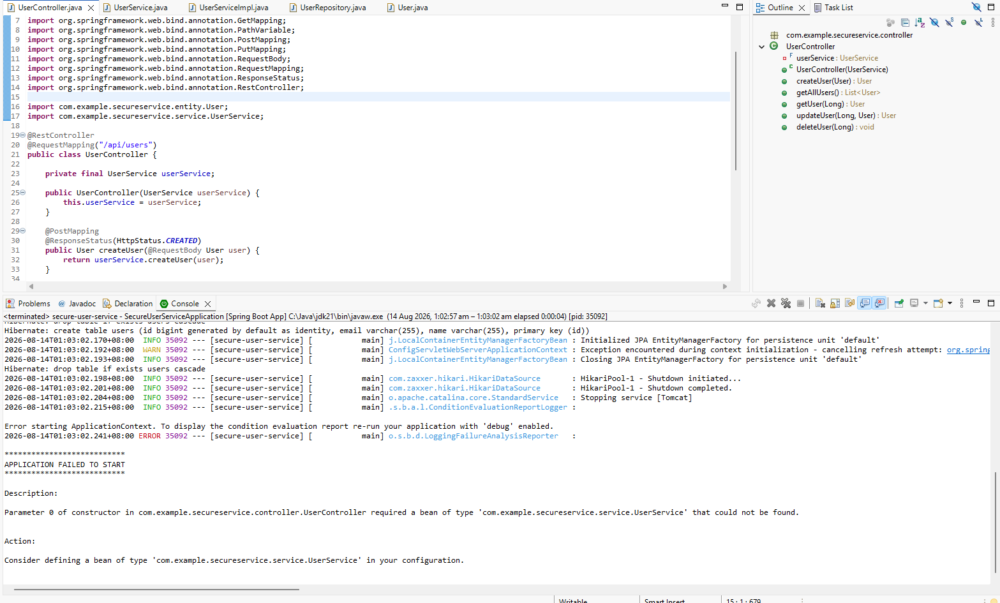 UserController.java UserService.java UserServiceImpl.java UserRepository.java User.java
7 import org.springframework.web.bind.annotation.GetMapping;
8 import org.springframework.web.bind.annotation.PathVariable;
9 import org.springframework.web.bind.annotation.PostMapping;
10 import org.springframework.web.bind.annotation.PutMapping;
11 import org.springframework.web.bind.annotation.RequestBody;
12 import org.springframework.web.bind.annotation.RequestMapping;
13 import org.springframework.web.bind.annotation.ResponseStatus;
14 import org.springframework.web.bind.annotation.RestController;
15
16 import com.example.secureservice.entity.User;
17 import com.example.secureservice.service.UserService;
18
19 @RestController
20 @RequestMapping("/api/users")
21 public class UserController {
22
23 private final UserService userService;
24
25 public UserController(UserService userService) {
26 this.userService = userService;
27 }
28
29 @PostMapping
30 @ResponseStatus(HttpStatus.CREATED)
31 public User createUser(@RequestBody User user) {
32 return userService.createUser(user);
33 }
34
Outline Task List
com.example.secureservice.controller
UserController
userService : UserService
UserController(UserService)
createUser(User) : User
getAllUsers() : List<User>
getUser(Long) : User
updateUser(Long, User) : User
deleteUser(Long) : void
Problems Javadoc Declaration Console
<terminated> secure-user-service - SecureUserServiceApplication [Spring Boot App] C:\Java\jdk21\bin\javaw.exe (14 Aug 2026, 1:02:57 am – 1:03:02 am elapsed 0:00:04) [pid: 35092]
Hibernate: drop table if exists users cascade
Hibernate: create table users (id bigint generated by default as identity, email varchar(255), name varchar(255), primary key (id))
2026-08-14T01:03:02.170+08:00 INFO 35092 --- [secure-user-service] [ main] j.LocalContainerEntityManagerFactoryBean : Initialized JPA EntityManagerFactory for persistence unit 'default'
2026-08-14T01:03:02.192+08:00 WARN 35092 --- [secure-user-service] [ main] ConfigServletWebServerApplicationContext : Exception encountered during context initialization - cancelling refresh attempt: org.spring
2026-08-14T01:03:02.193+08:00 INFO 35092 --- [secure-user-service] [ main] j.LocalContainerEntityManagerFactoryBean : Closing JPA EntityManagerFactory for persistence unit 'default'
Hibernate: drop table if exists users cascade
2026-08-14T01:03:02.198+08:00 INFO 35092 --- [secure-user-service] [ main] com.zaxxer.hikari.HikariDataSource : HikariPool-1 - Shutdown initiated...
2026-08-14T01:03:02.201+08:00 INFO 35092 --- [secure-user-service] [ main] com.zaxxer.hikari.HikariDataSource : HikariPool-1 - Shutdown completed.
2026-08-14T01:03:02.204+08:00 INFO 35092 --- [secure-user-service] [ main] o.apache.catalina.core.StandardService : Stopping service [Tomcat]
2026-08-14T01:03:02.215+08:00 INFO 35092 --- [secure-user-service] [ main] .s.b.a.l.ConditionEvaluationReportLogger :
Error starting ApplicationContext. To display the condition evaluation report re-run your application with 'debug' enabled.
2026-08-14T01:03:02.241+08:00 ERROR 35092 --- [secure-user-service] [ main] o.s.b.d.LoggingFailureAnalysisReporter :
***************************
APPLICATION FAILED TO START
***************************
Description:
Parameter 0 of constructor in com.example.secureservice.controller.UserController required a bean of type 'com.example.secureservice.service.UserService' that could not be found.
Action:
Consider defining a bean of type 'com.example.secureservice.service.UserService' in your configuration.
Writable Smart Insert 15 : 1 : 679